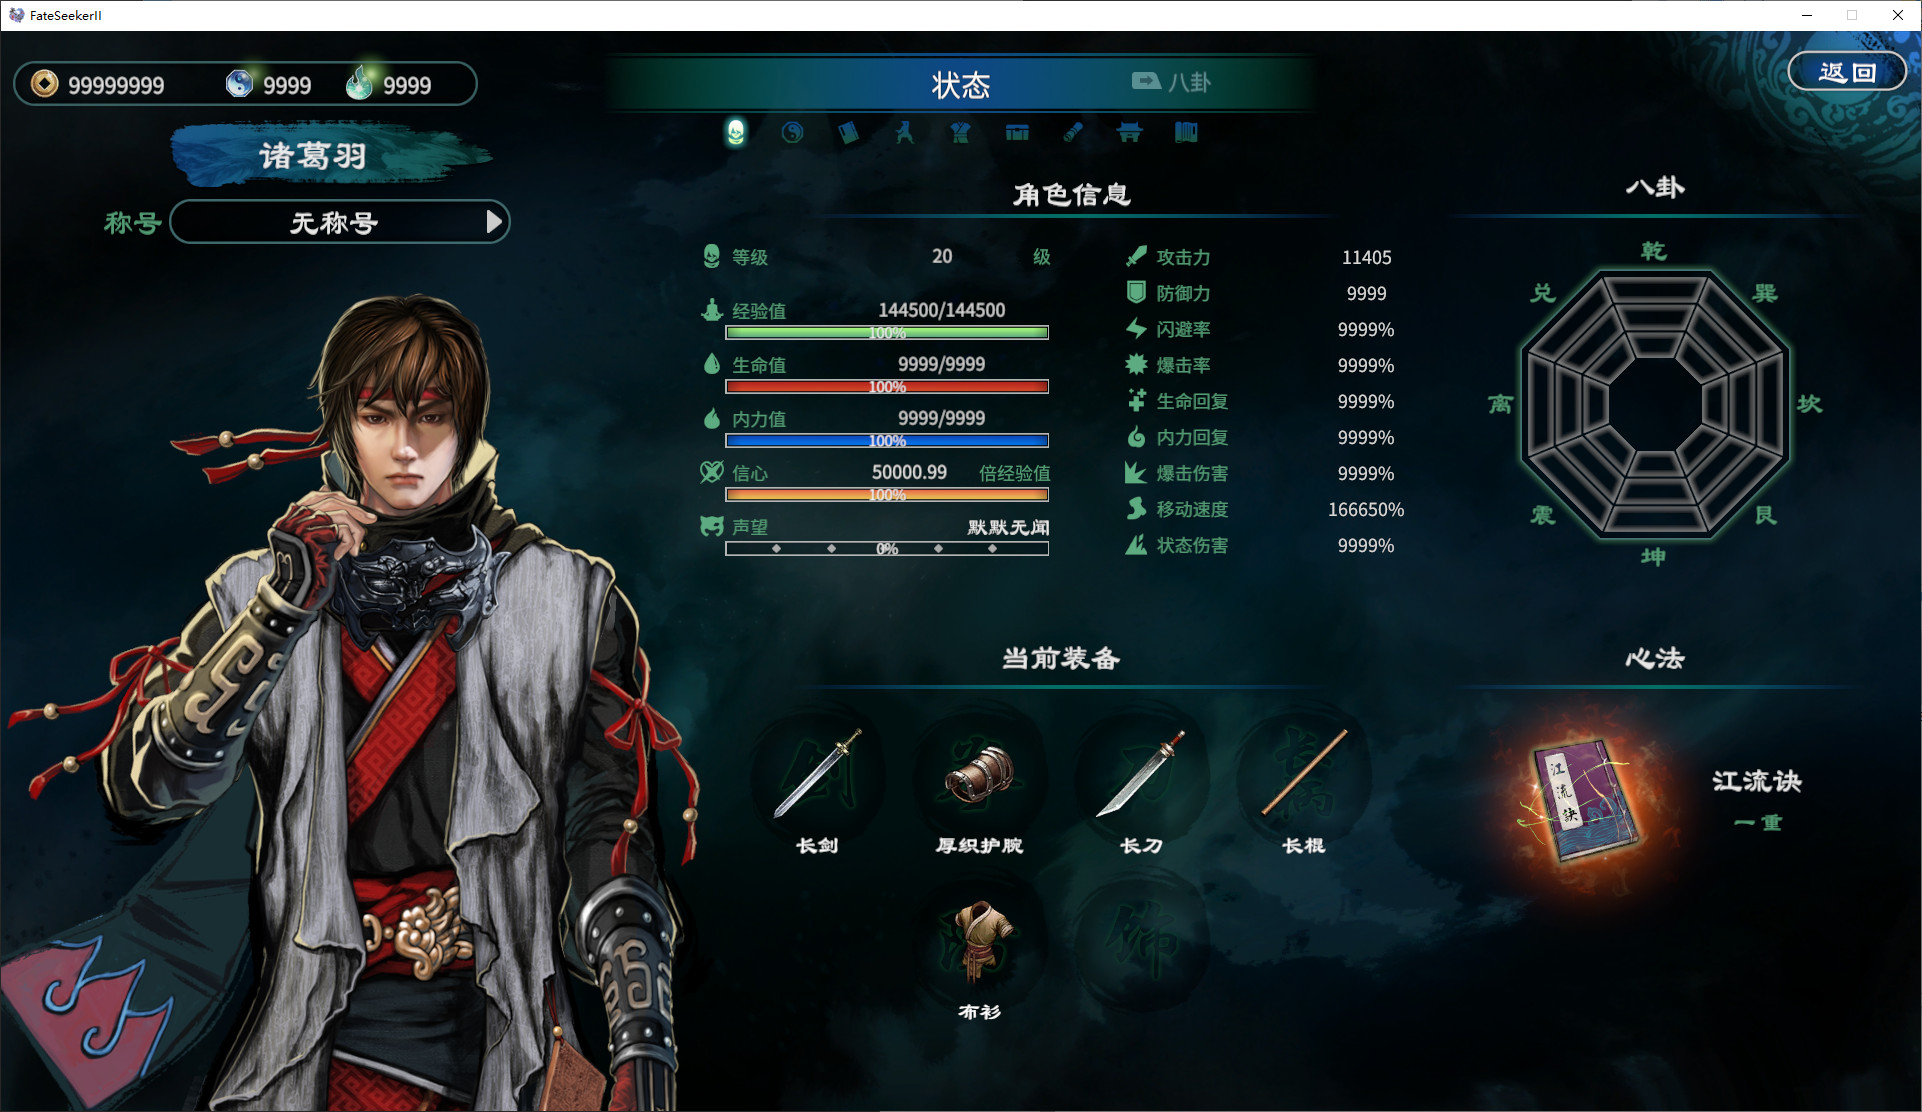 FateSeekerII
99999999 9999 9999
状态
八卦
返回
诸葛羽
称号 无称号
角色信息
等级 20 级
经验值 144500/144500
100%
生命值 9999/9999
100%
内力值 9999/9999
100%
信心 50000.99 倍经验值
100%
声望 默默无闻
0%
攻击力 11405
防御力 9999
闪避率 9999%
爆击率 9999%
生命回复 9999%
内力回复 9999%
爆击伤害 9999%
移动速度 166650%
状态伤害 9999%
八卦
乾
兑 巽
离 坎
震 艮
坤
当前装备
长剑 厚织护腕 长刀 长棍
布衫
饰
心法
江流诀
江流诀
一重